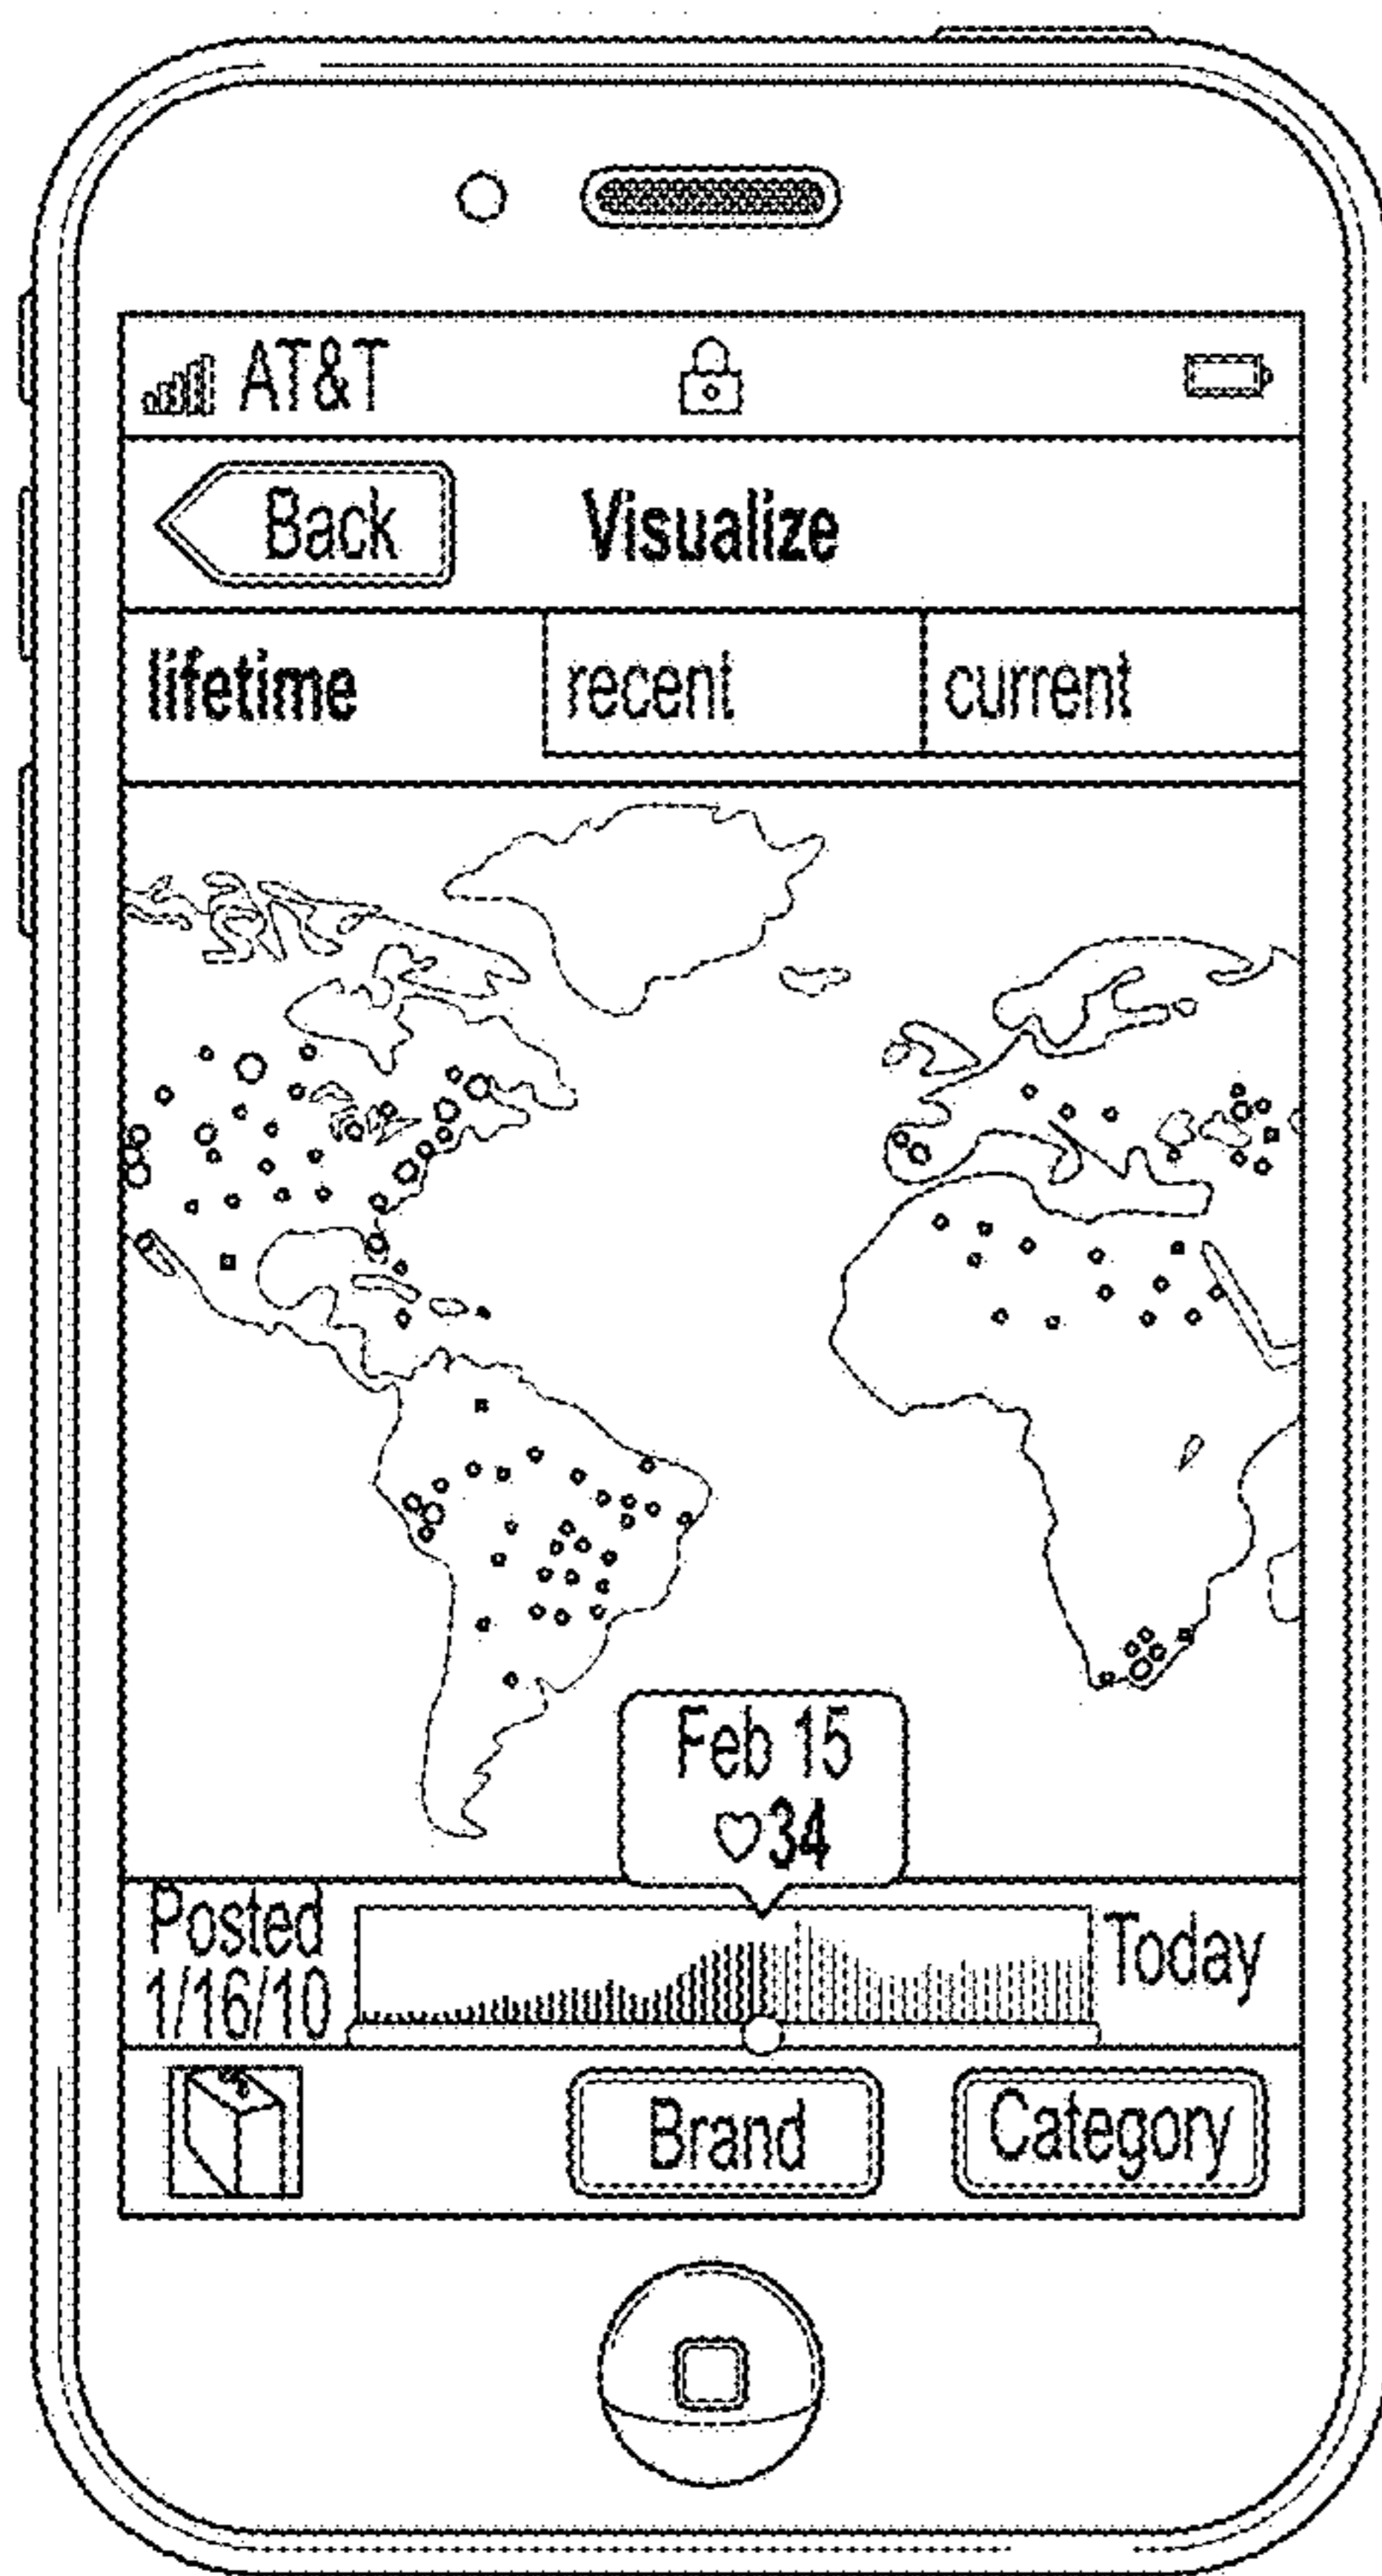 AT&T
Back
Visualize
lifetime
recent
current
Feb 15
♡34
Posted
1/16/10
Today
Brand
Category